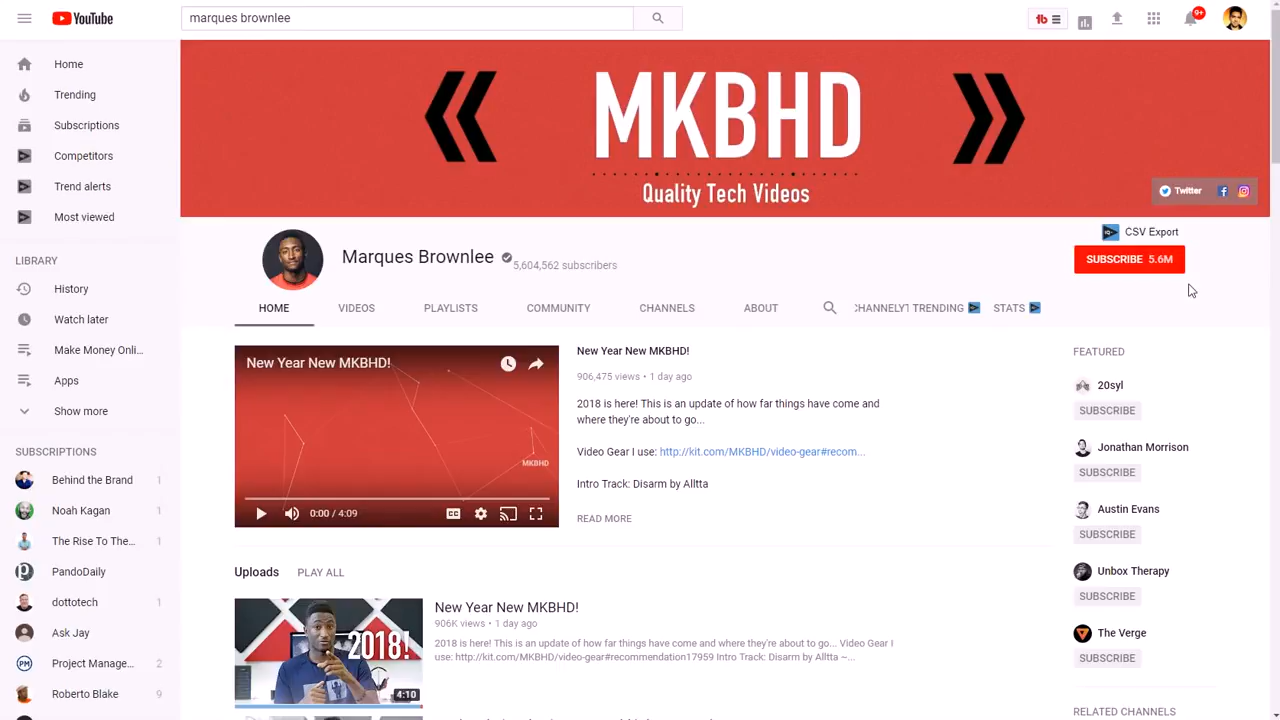 YouTube
marques brownlee
tb
9+
Home
Trending
Subscriptions
Competitors
Trend alerts
Most viewed
LIBRARY
History
Watch later
Make Money Onli...
Apps
Show more
SUBSCRIPTIONS
Behind the Brand 1
Noah Kagan 1
The Rise To The... 1
PandoDaily
dottotech 1
Ask Jay
PM Project Manage... 2
Roberto Blake 9
MKBHD
Quality Tech Videos
Twitter
Marques Brownlee
5,604,562 subscribers
CSV Export
SUBSCRIBE 5.6M
HOME VIDEOS PLAYLISTS COMMUNITY CHANNELS ABOUT CHANNELYT TRENDING STATS
New Year New MKBHD!
MKBHD
0:00 / 4:09
CC
New Year New MKBHD!
906,475 views • 1 day ago
2018 is here! This is an update of how far things have come and
where they're about to go...
Video Gear I use: http://kit.com/MKBHD/video-gear#recom...
Intro Track: Disarm by Alltta
READ MORE
Uploads PLAY ALL
2018!
4:10
New Year New MKBHD!
906K views • 1 day ago
2018 is here! This is an update of how far things have come and where they're about to go... Video Gear I
use: http://kit.com/MKBHD/video-gear#recommendation17959 Intro Track: Disarm by Alltta ~...
FEATURED
20syl
SUBSCRIBE
Jonathan Morrison
SUBSCRIBE
Austin Evans
SUBSCRIBE
Unbox Therapy
SUBSCRIBE
The Verge
SUBSCRIBE
RELATED CHANNELS